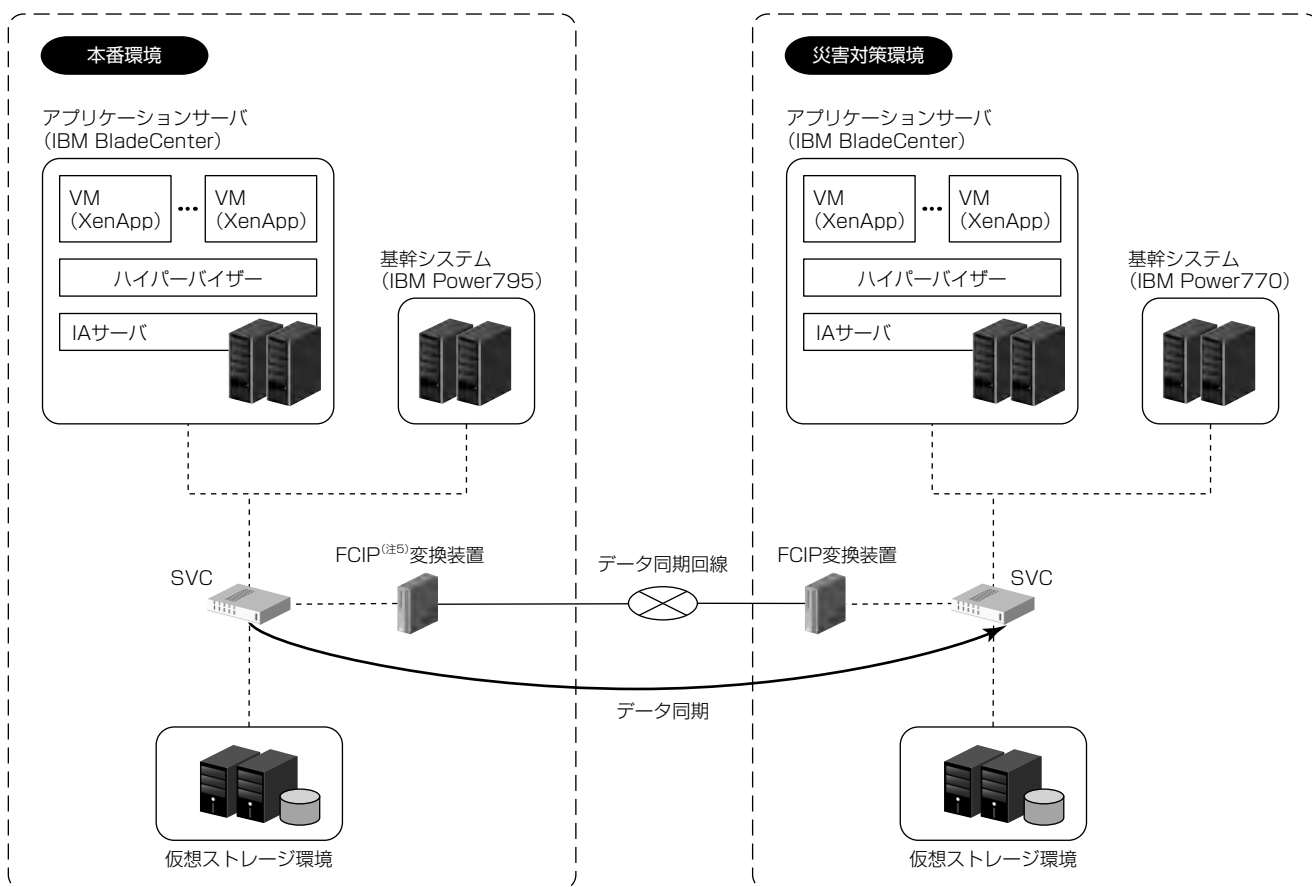 本番環境
アプリケーションサーバ
(IBM BladeCenter)
VM
(XenApp)
…
VM
(XenApp)
ハイパーバイザー
IAサーバ
基幹システム
(IBM Power795)
SVC
FCIP(注5)変換装置
仮想ストレージ環境
データ同期回線
データ同期
災害対策環境
アプリケーションサーバ
(IBM BladeCenter)
VM
(XenApp)
…
VM
(XenApp)
ハイパーバイザー
IAサーバ
基幹システム
(IBM Power770)
FCIP変換装置
SVC
仮想ストレージ環境